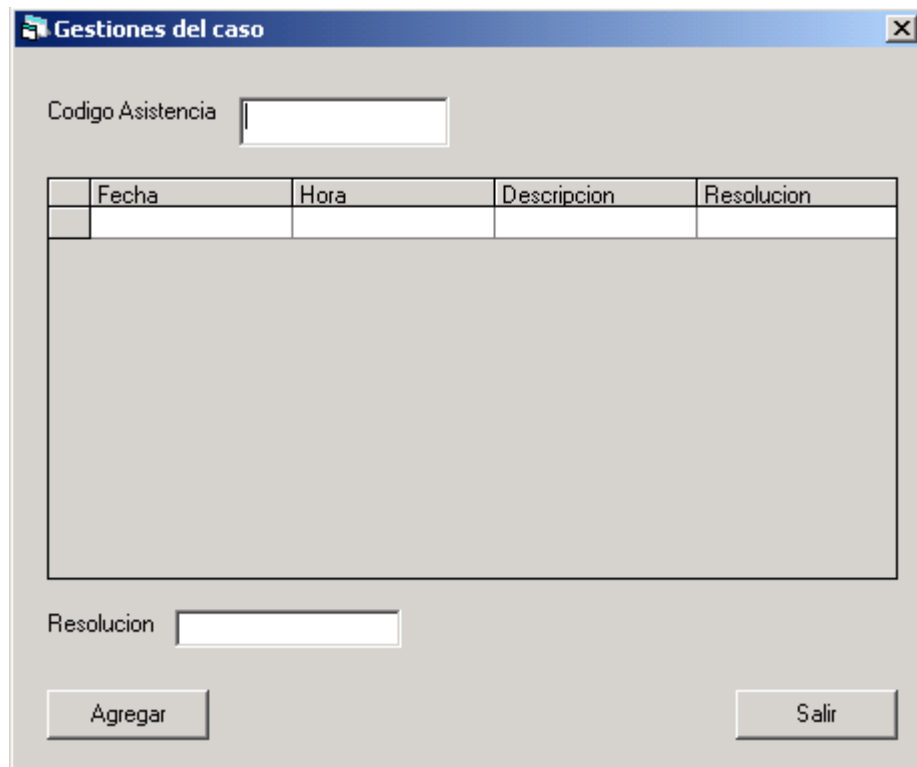 Gestiones del caso
Codigo Asistencia
Fecha Hora Descripcion Resolucion
Resolucion
Agregar Salir